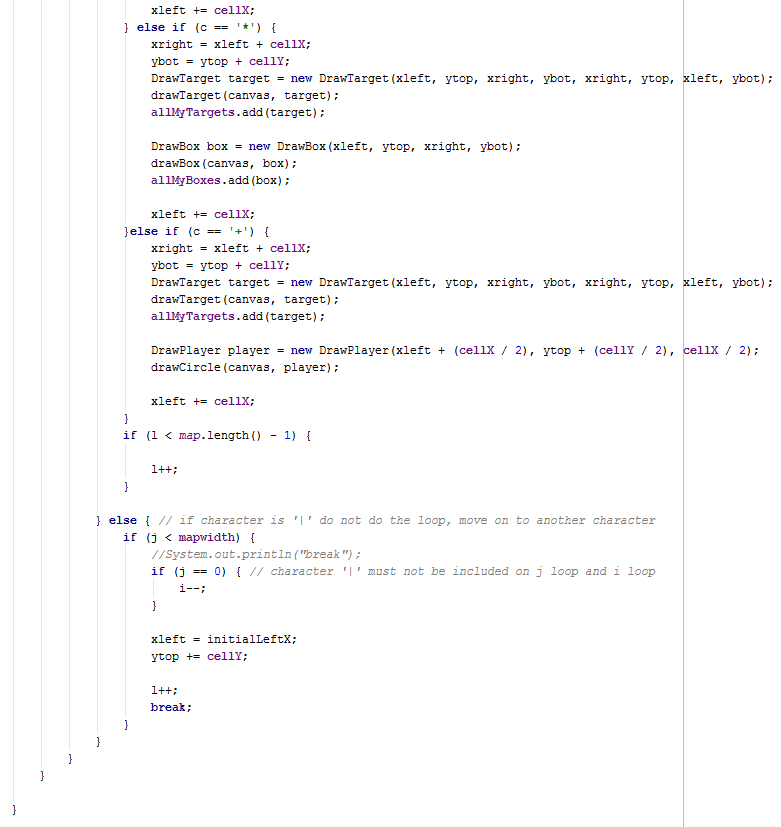 xleft += cellX;
} else if (c == '*') {
xright = xleft + cellX;
ybot = ytop + cellY;
DrawTarget target = new DrawTarget(xleft, ytop, xright, ybot, xright, ytop, xleft, ybot);
drawTarget(canvas, target);
allMyTargets.add(target);
DrawBox box = new DrawBox(xleft, ytop, xright, ybot);
drawBox(canvas, box);
allMyBoxes.add(box);
xleft += cellX;
}else if (c == '+') {
xright = xleft + cellX;
ybot = ytop + cellY;
DrawTarget target = new DrawTarget(xleft, ytop, xright, ybot, xright, ytop, xleft, ybot);
drawTarget(canvas, target);
allMyTargets.add(target);
DrawPlayer player = new DrawPlayer(xleft + (cellX / 2), ytop + (cellY / 2), cellX / 2);
drawCircle(canvas, player);
xleft += cellX;
}
if (l < map.length() - 1) {
l++;
}
} else { // if character is '|' do not do the loop, move on to another character
if (j < mapwidth) {
//System.out.println("break");
if (j == 0) { // character '|' must not be included on j loop and i loop
i--;
}
xleft = initialLeftX;
ytop += cellY;
l++;
break;
}
}
}
}
}